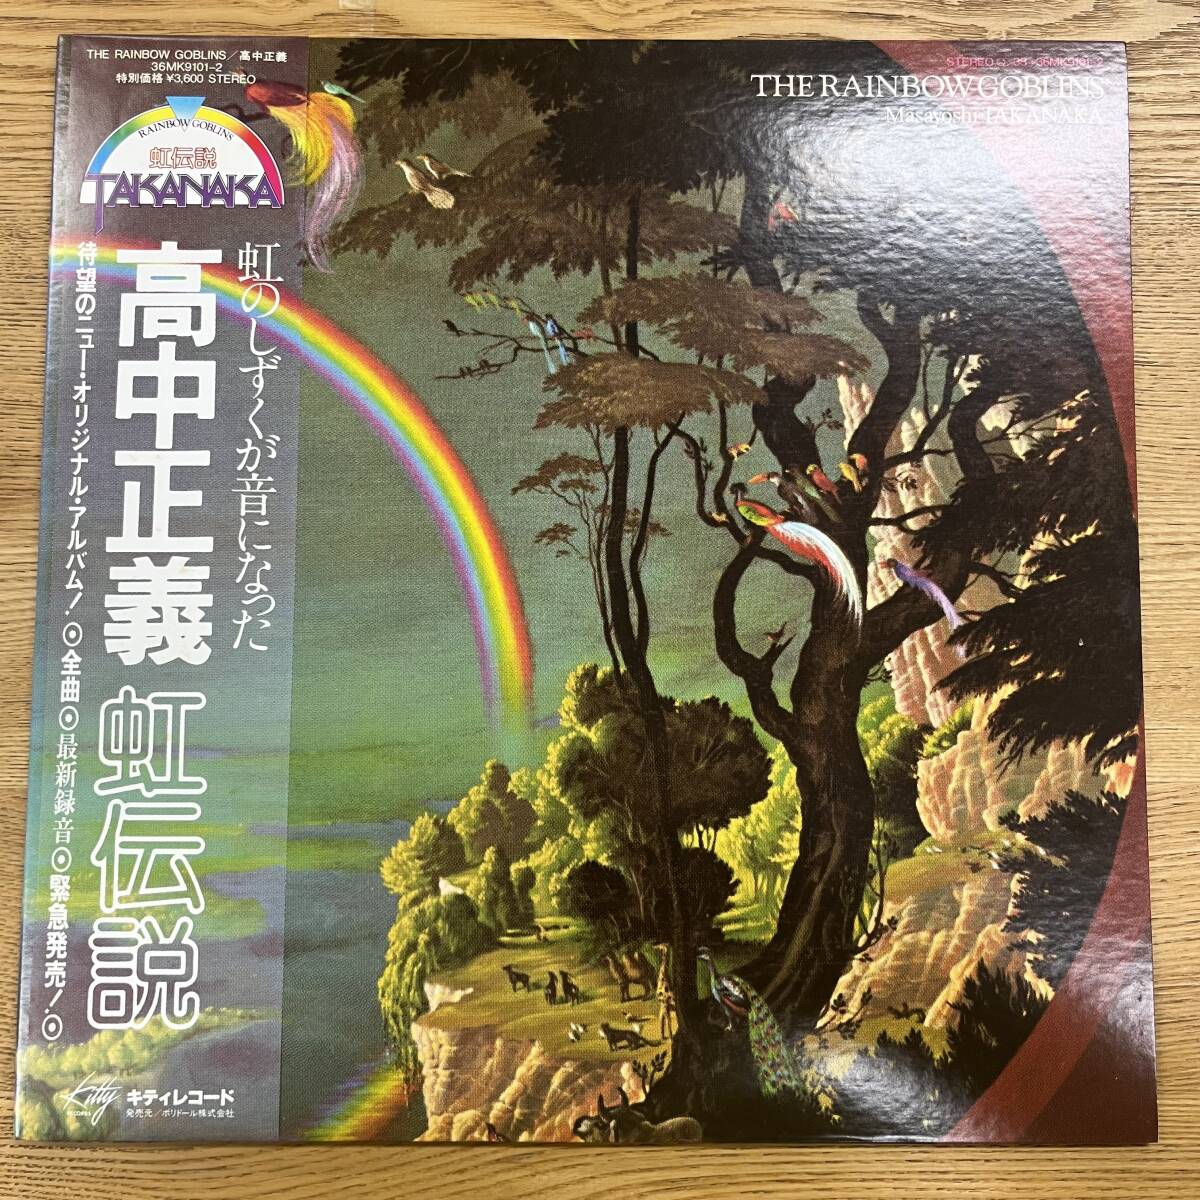 THE RAINBOW GOBLINS／高中正義
36MK9101-2
特別価格 ¥3,600 STEREO
RAINBOW GOBLINS
虹伝説
TAKANAKA
虹のしずくが音になった
高中正義 虹伝説
待望のニュー・オリジナル・アルバム！◎全曲◎最新録音◎緊急発売！◎
Kitty
RECORDS
キティレコード
発売元／ポリドール株式会社
36MK9101-2
THE RAINBOW GOBLINS
Masayoshi TAKANAKA